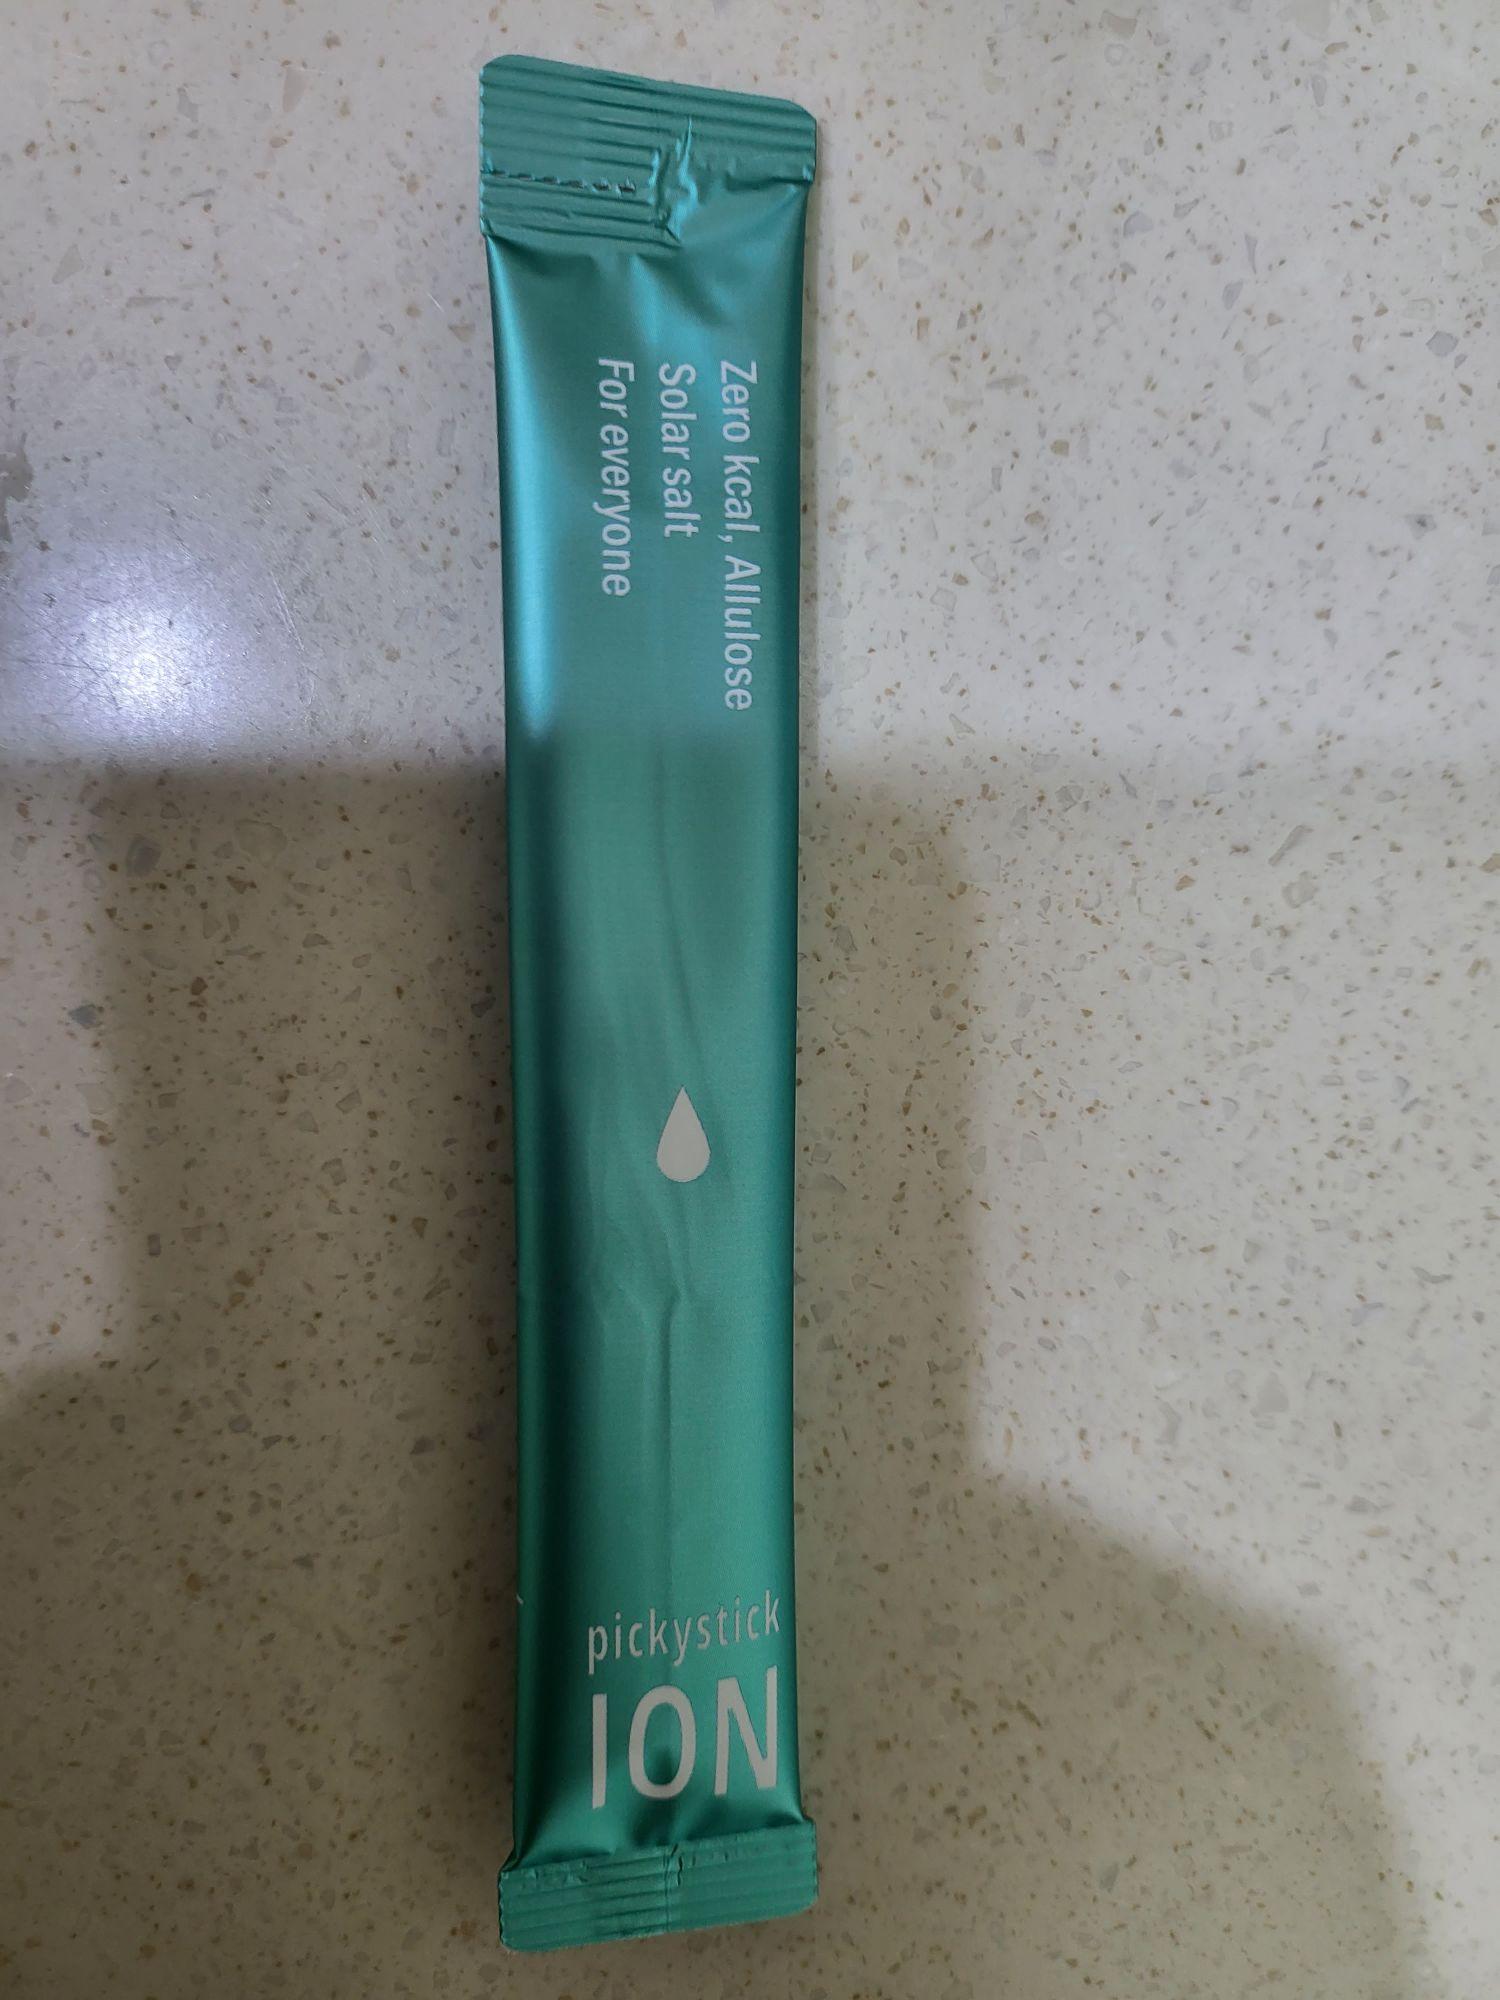 Zero kcal, Allulose
Solar salt
For everyone
pickystick
ION